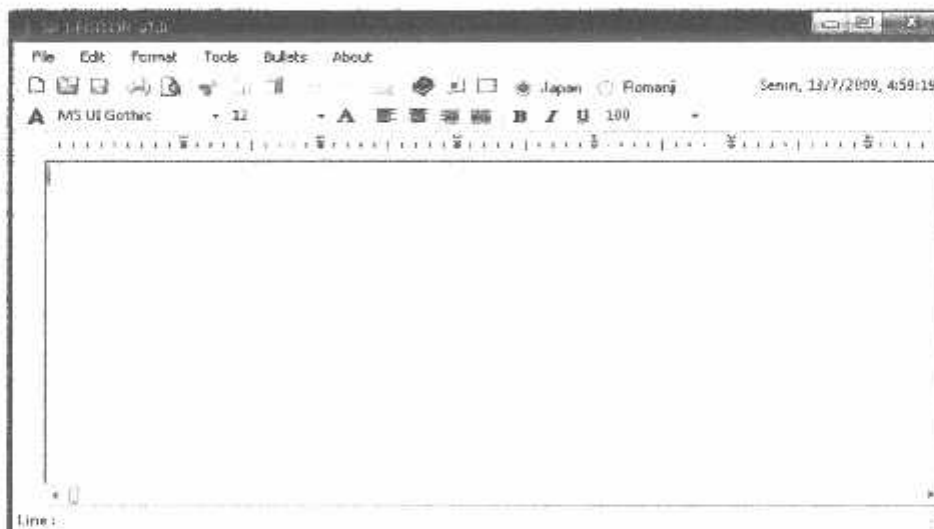 File Edit Format Tools Bullets About
Japan Romanji Senin, 13/7/2009, 4:59:19
A MS UI Gothic 12 A B I U 100
Line :